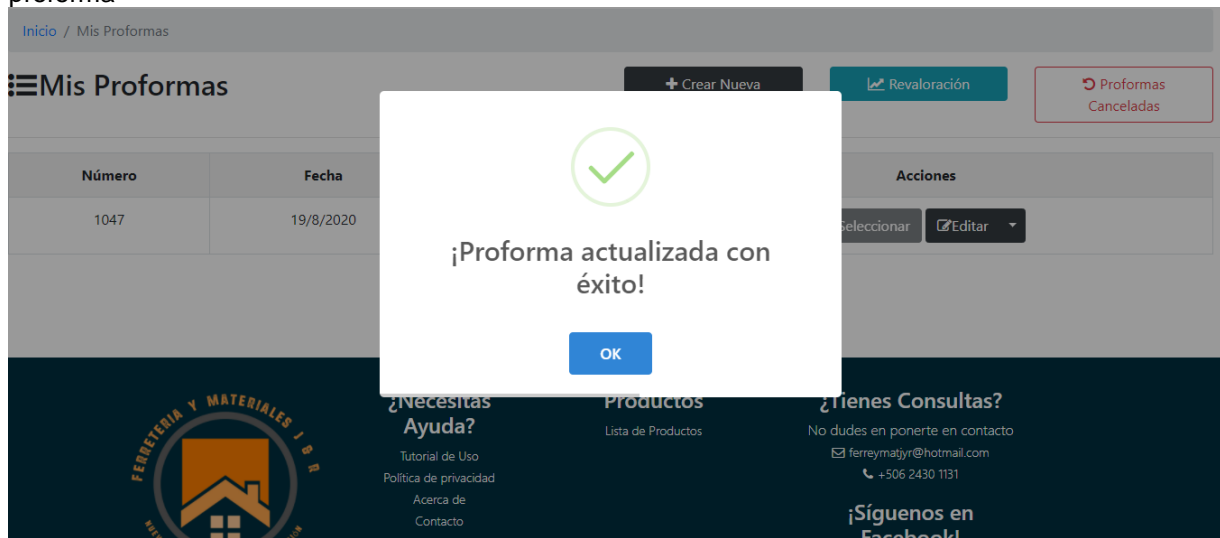 proforma
Inicio / Mis Proformas
Mis Proformas
Crear Nueva
Revaloración
Proformas
Canceladas
Número Fecha Acciones
1047 19/8/2020 Seleccionar Editar
¡Proforma actualizada con
éxito!
OK
FERRETERIA Y MATERIALES J & R
¿Necesitas
Ayuda?
Tutorial de Uso
Política de privacidad
Acerca de
Contacto
Productos
Lista de Productos
¿Tienes Consultas?
No dudes en ponerte en contacto
ferreymatjyr@hotmail.com
+506 2430 1131
¡Síguenos en
Facebook!